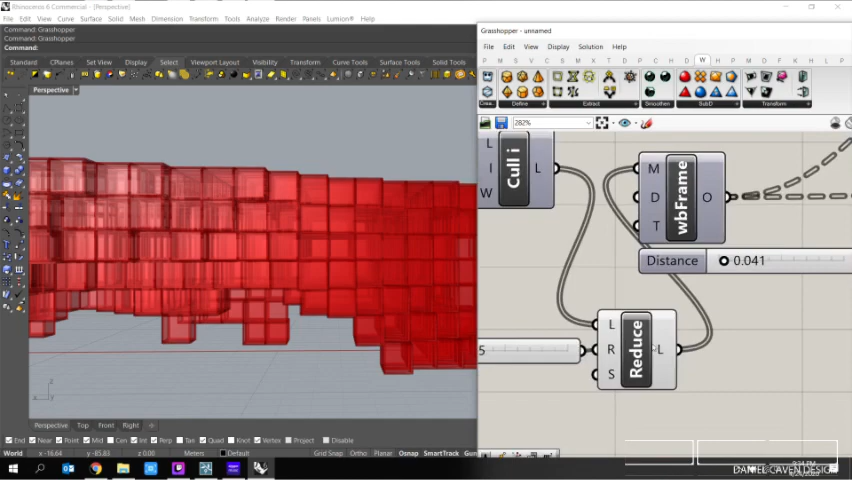 Rhinoceros 6 Commercial - [Perspective]
File Edit View Curve Surface Solid Mesh Dimension Transform Tools Analyze Render Panels Lumion® Help
Command: Grasshopper
Command: Grasshopper
Command:
Standard CPlanes Set View Display Select Viewport Layout Visibility Transform Curve Tools Surface Tools Solid Tools
Perspective
Grasshopper - unnamed
File Edit View Display Solution Help
W
Define Extract Smoothen SubD Transform
282%
L
I
W
Cull i
L
M
D
T
wbFrame
O
Distance 0.041
5
L
R
S
Reduce
L
Perspective Top Front Right
End Near Point Mid Cen Int Perp Tan Quad Knot Vertex Project Disable
World x -16.64 y -85.83 z 0.00 Meters Default Grid Snap Ortho Planar Osnap SmartTrack
DANIEL CAVEN DESIGN